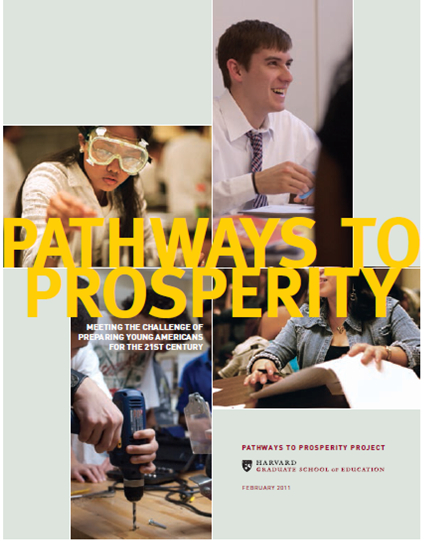 PATHWAYS TO
PROSPERITY
MEETING THE CHALLENGE OF
PREPARING YOUNG AMERICANS
FOR THE 21ST CENTURY
PATHWAYS TO PROSPERITY PROJECT
HARVARD
GRADUATE SCHOOL OF EDUCATION
FEBRUARY 2011